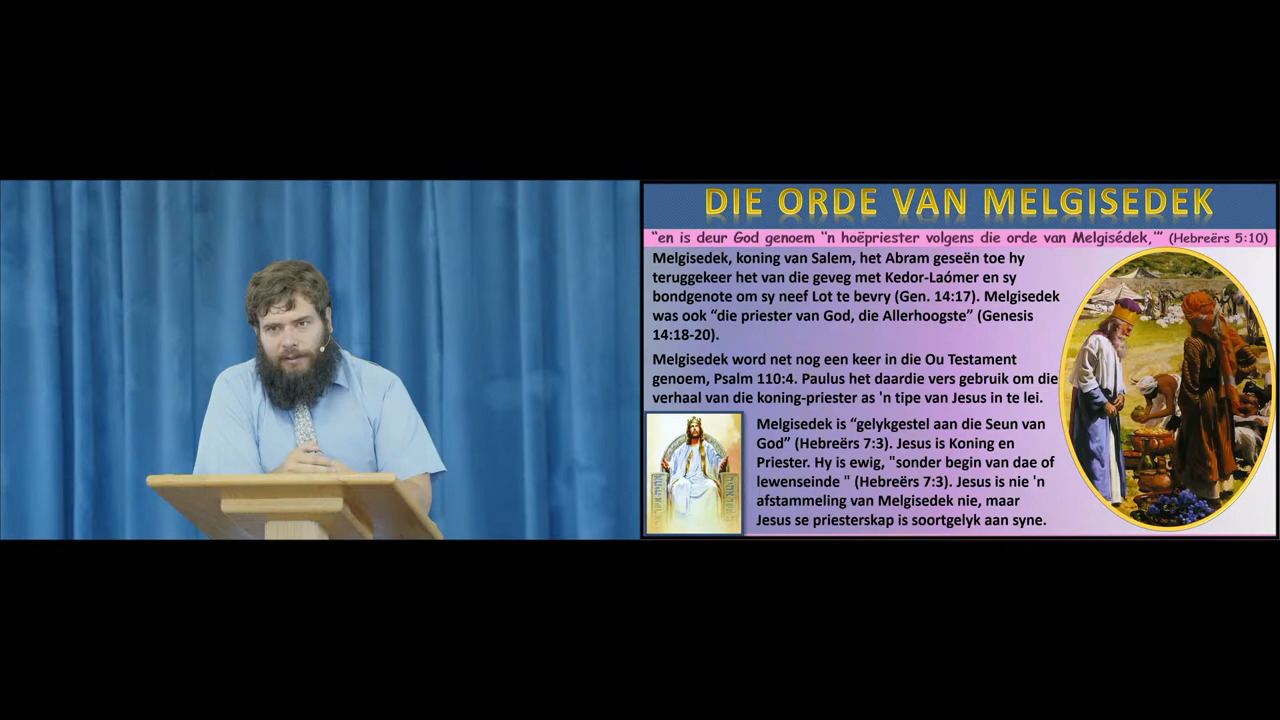 DIE ORDE VAN MELGISEDEK
“en is deur God genoem “n hoëpriester volgens die orde van Melgisédek,”” (Hebreërs 5:10)
Melgisedek, koning van Salem, het Abram geseën toe hy
teruggekeer het van die geveg met Kedor-Laómer en sy
bondgenote om sy neef Lot te bevry (Gen. 14:17). Melgisedek
was ook “die priester van God, die Allerhoogste” (Genesis
14:18-20).
Melgisedek word net nog een keer in die Ou Testament
genoem, Psalm 110:4. Paulus het daardie vers gebruik om die
verhaal van die koning-priester as 'n tipe van Jesus in te lei.
Melgisedek is “gelykgestel aan die Seun van
God” (Hebreërs 7:3). Jesus is Koning en
Priester. Hy is ewig, "sonder begin van dae of
lewenseinde " (Hebreërs 7:3). Jesus is nie 'n
afstammeling van Melgisedek nie, maar
Jesus se priesterskap is soortgelyk aan syne.